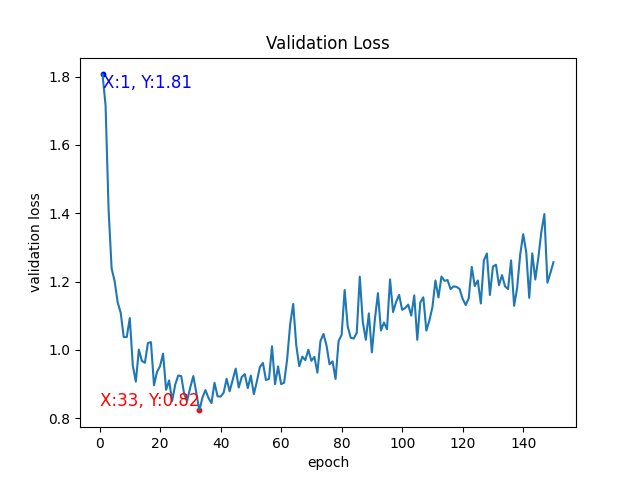 Validation Loss
X:1, Y:1.81
X:33, Y:0.82
validation loss
1.8
1.6
1.4
1.2
1.0
0.8
0 20 40 60 80 100 120 140
epoch